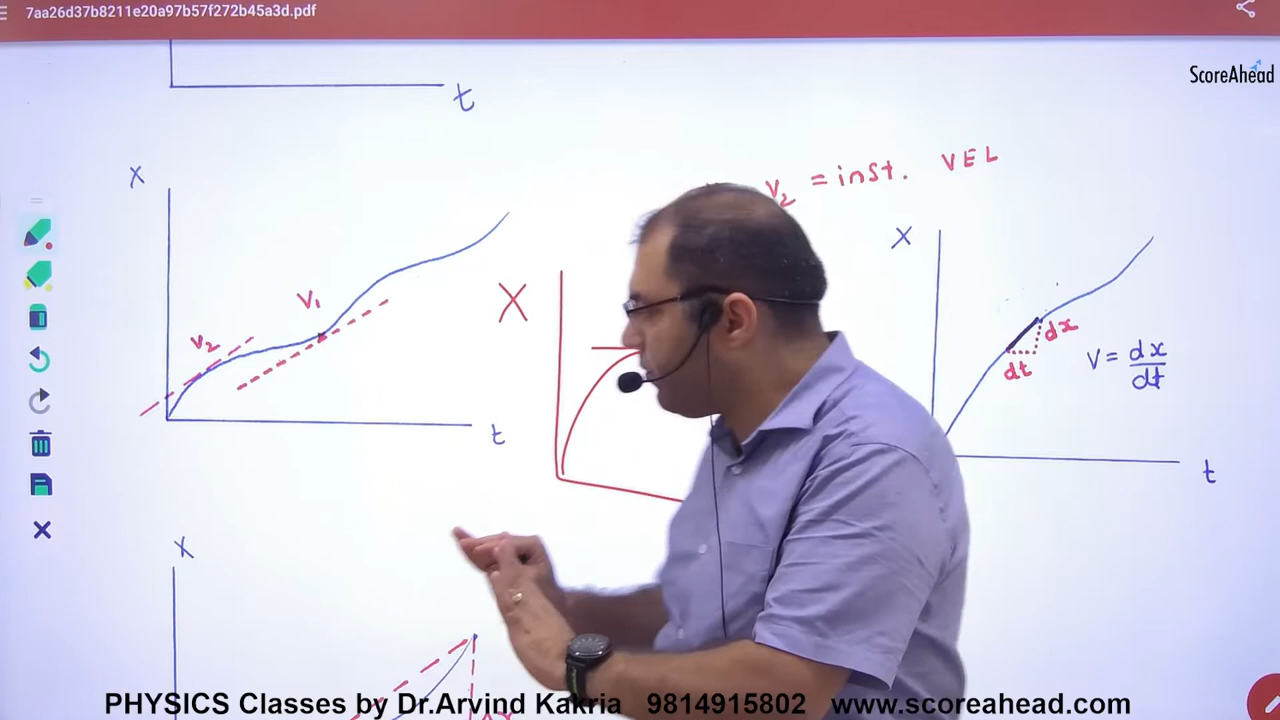 7aa26d37b8211e20a97b57f272b45a3d.pdf
ScoreAhead
t
X
V2 = inst. VEL
X
V1
X
V2
dx
dt
V = dx/dt
t
t
X
PHYSICS Classes by Dr.Arvind Kakria 9814915802 www.scoreahead.com